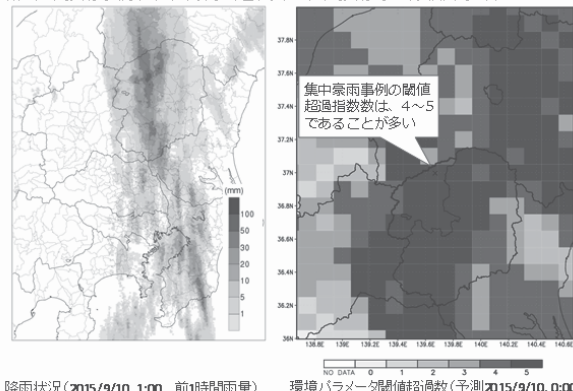 (mm)
100
50
30
20
10
5
1
37.8N
37.6N
37.4N
37.2N
37N
36.8N
36.6N
36.4N
36.2N
36N
集中豪雨事例の閾値
超過指数数は、4～5
であることが多い
138.8E 139E 139.2E 139.4E 139.6E 139.8E 140E 140.2E 140.4E 140.6E
NO DATA 0 1 2 3 4 5
降雨状況(2015/9/10 1:00 前1時間雨量)
環境パラメータ閾値超過数(予測2015/9/10 0:00